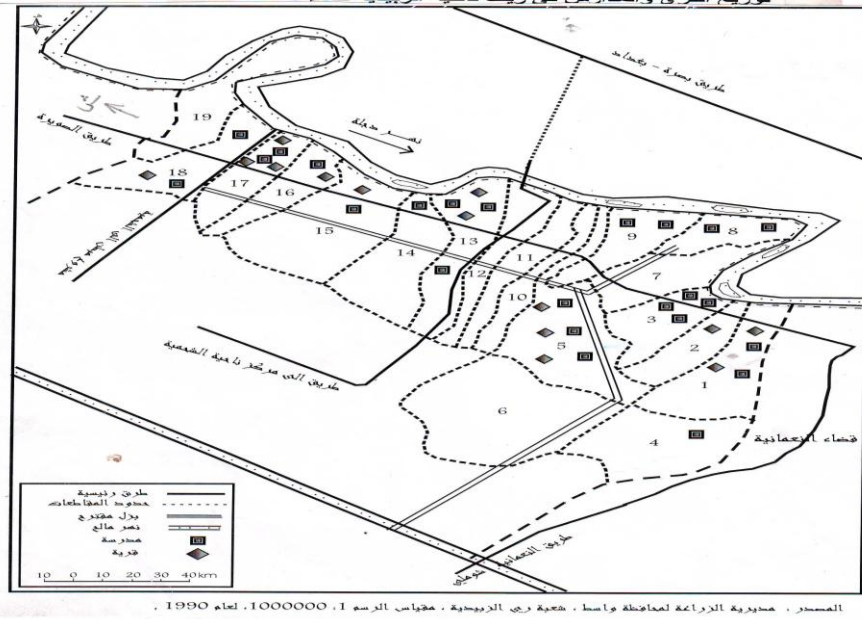 طريق بصرة - بغداد
19
طريق الصويرة
نهر دجلة
18
17
16
15
14
13
12
11
10
9
8
7
3
5
2
1
6
4
طريق الى مركز ناحية الشحمية
قضاء النعمانية
طريق النعمانية
طرق رئيسية
حدود المقاطعات
بزل مقترح
نهر مالح
مدرسة
قرية
10 0 10 20 30 40 km
المصدر . مديرية الزراعة لمحافظة واسط ، شعبة ري الزبيدية ، مقياس الرسم 1، 1000000، لعام 1990 .